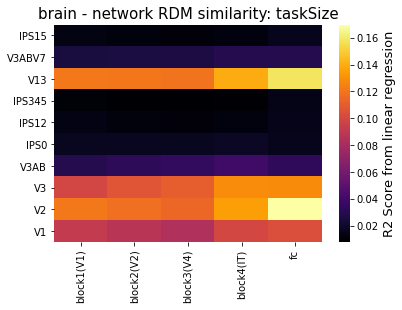 brain - network RDM similarity: taskSize
IPS15
V3ABV7
V13
IPS345
IPS12
IPS0
V3AB
V3
V2
V1
block1(V1)
block2(V2)
block3(V4)
block4(IT)
fc
0.16
0.14
0.12
0.10
0.08
0.06
0.04
0.02
R2 Score from linear regression